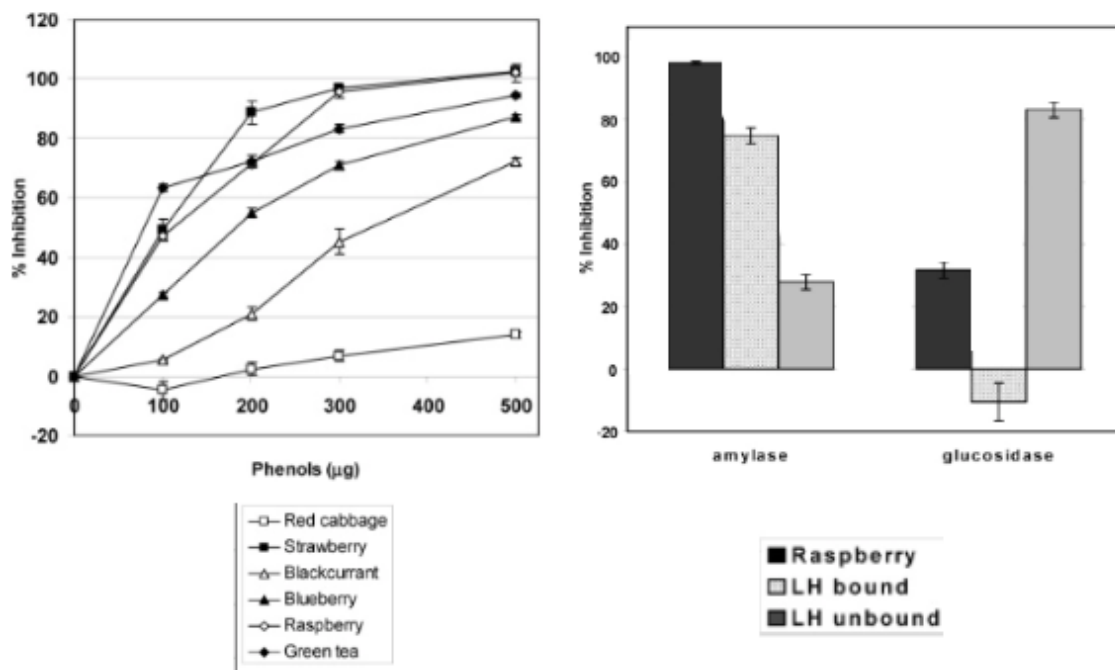 120
100
80
60
40
20
0
-20
% Inhibition
0 100 200 300 400 500
Phenols (µg)
Red cabbage
Strawberry
Blackcurrant
Blueberry
Raspberry
Green tea
100
80
60
40
20
0
-20
% Inhibition
amylase glucosidase
Raspberry
LH bound
LH unbound